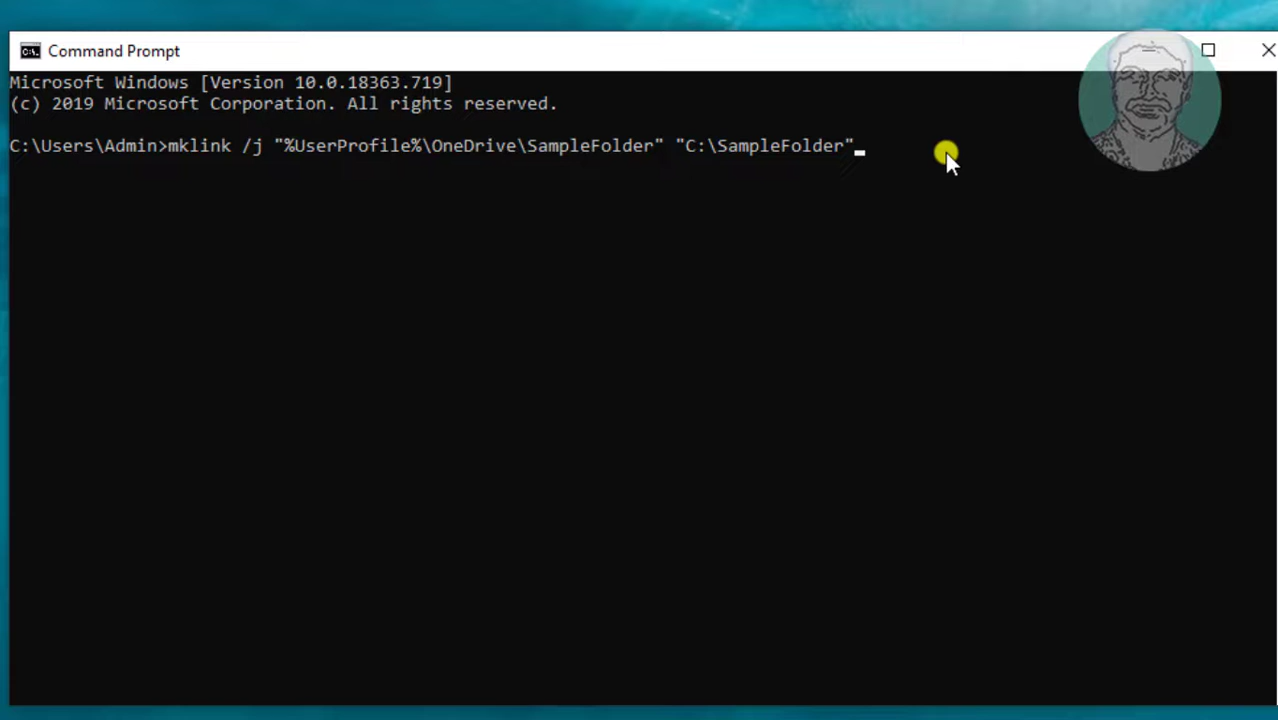 Command Prompt
Microsoft Windows [Version 10.0.18363.719]
(c) 2019 Microsoft Corporation. All rights reserved.
C:\Users\Admin>mklink /j "%UserProfile%\OneDrive\SampleFolder" "C:\SampleFolder"